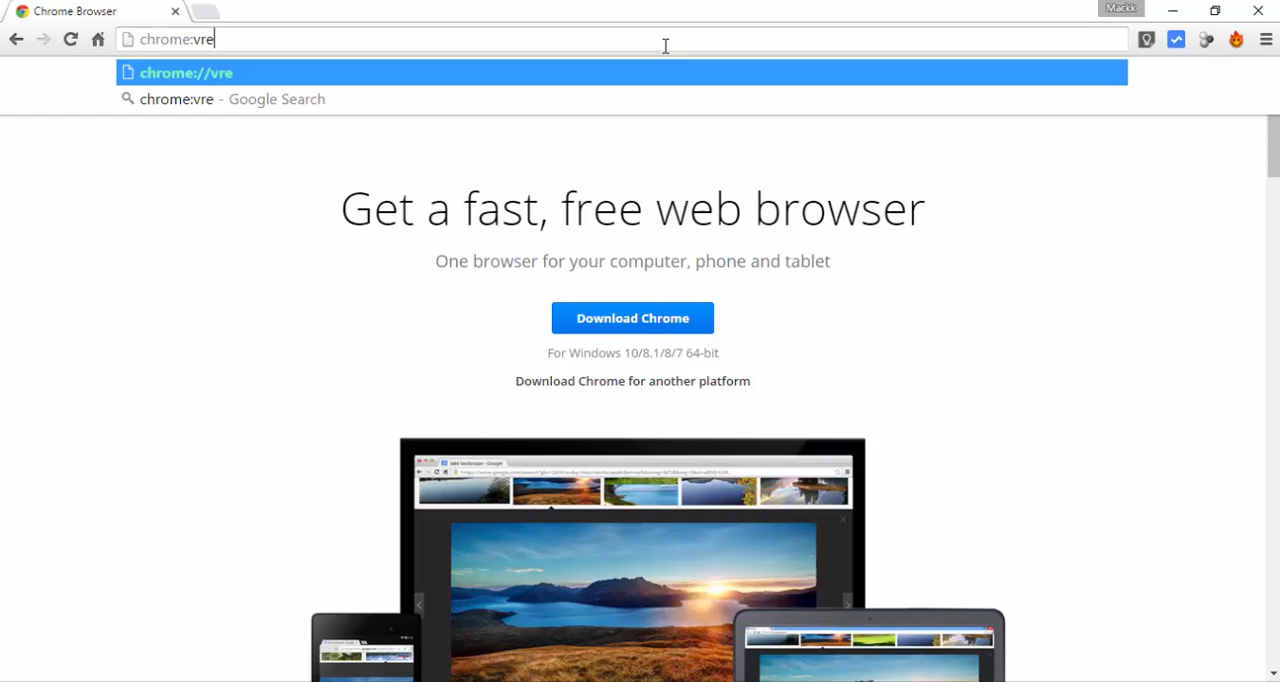 Chrome Browser
Mackk
chrome:vre
chrome://vre
chrome:vre - Google Search
Get a fast, free web browser
One browser for your computer, phone and tablet
Download Chrome
For Windows 10/8.1/8/7 64-bit
Download Chrome for another platform